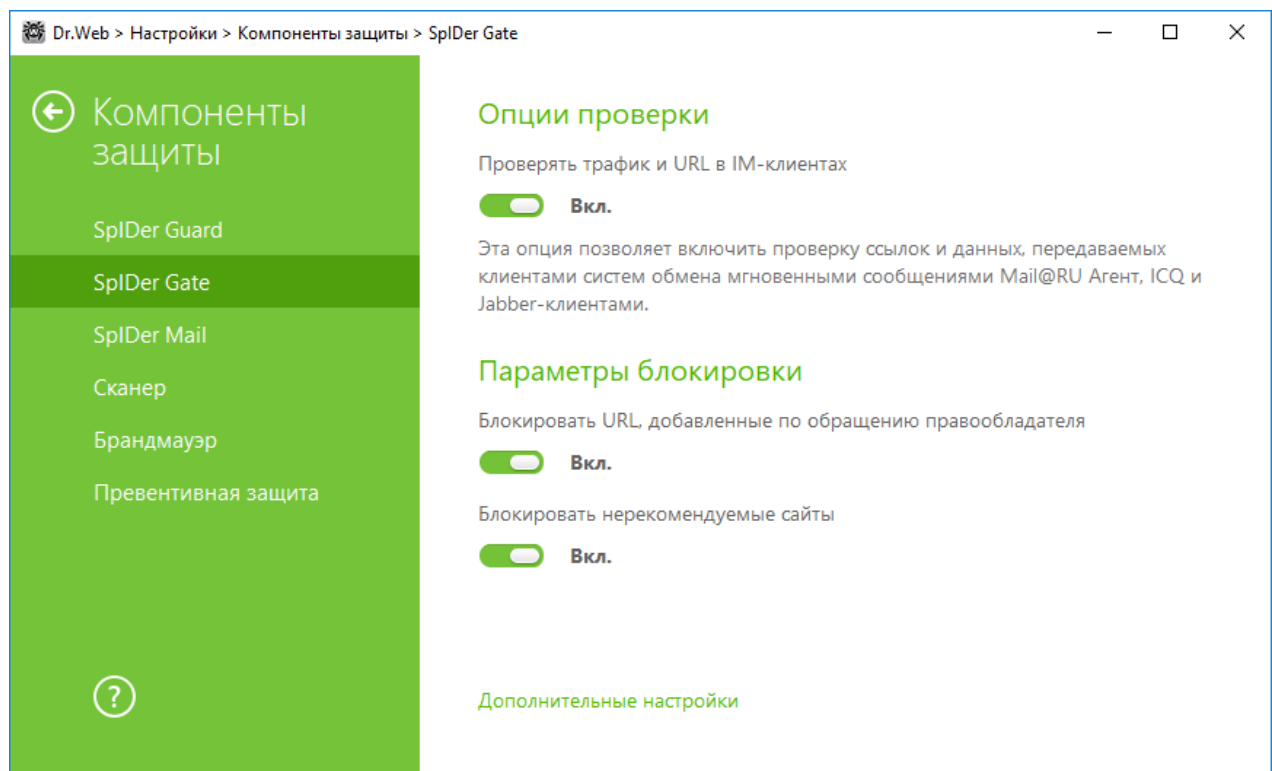 Dr.Web > Настройки > Компоненты защиты > SpIDer Gate
Компоненты
защиты
SpIDer Guard
SpIDer Gate
SpIDer Mail
Сканер
Брандмауэр
Превентивная защита
?
Опции проверки
Проверять трафик и URL в IM-клиентах
Вкл.
Эта опция позволяет включить проверку ссылок и данных, передаваемых
клиентами систем обмена мгновенными сообщениями Mail@RU Агент, ICQ и
Jabber-клиентами.
Параметры блокировки
Блокировать URL, добавленные по обращению правообладателя
Вкл.
Блокировать нерекомендуемые сайты
Вкл.
Дополнительные настройки